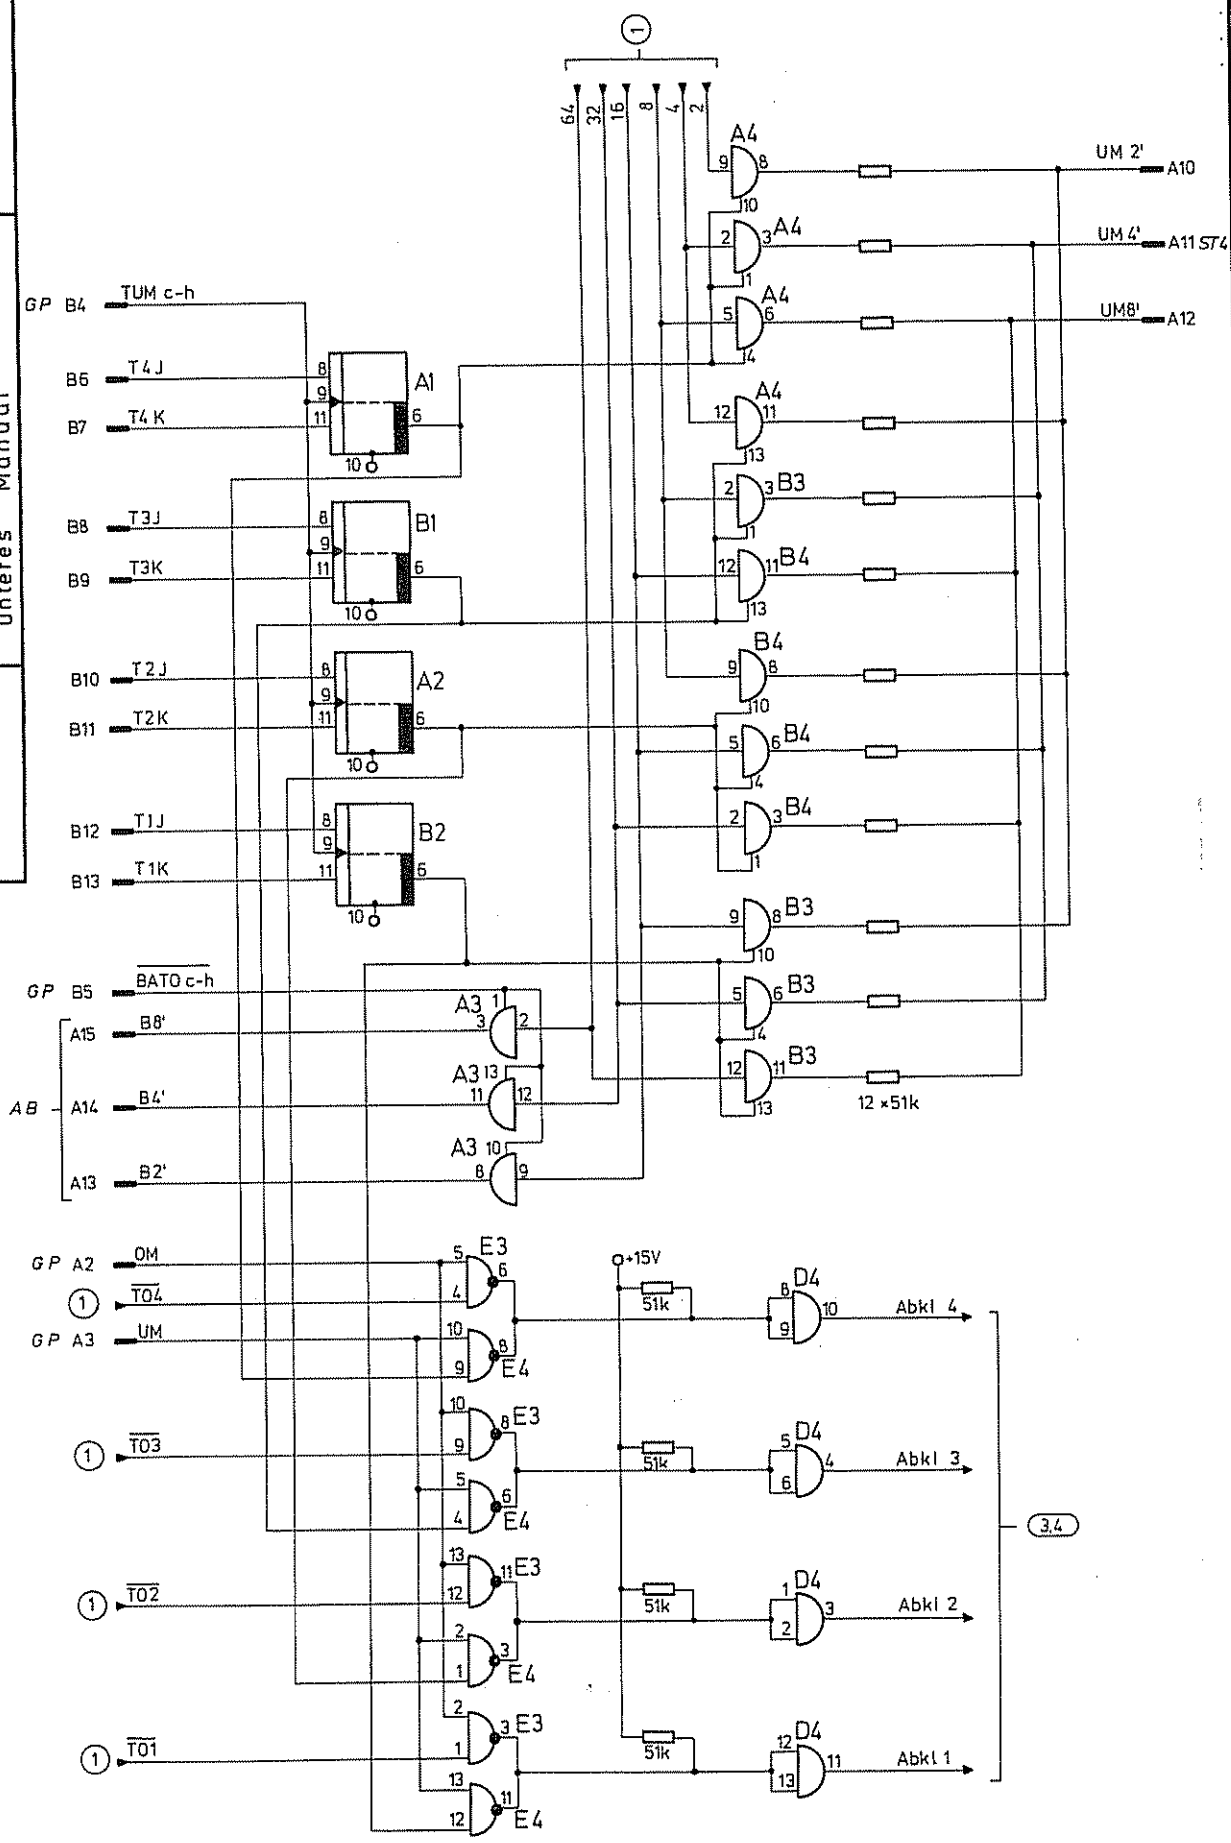 1
64
32
16
8
4
2
A4
9
8
10
UM 2'
A10
A4
2
3
1
UM 4'
A11 ST4
GP B4
TUM c-h
A4
5
6
4
UM8'
A12
B6
T4J
8
9
A1
B7
T4K
11
6
10
A4
12
11
13
Unteres Manual
B3
2
3
1
B8
T3J
8
B1
9
B9
T3K
11
6
10
B4
12
11
13
B10
T2J
8
A2
9
B11
T2K
11
6
10
B4
9
8
10
B4
5
6
4
B12
T1J
8
B2
9
B13
T1K
11
6
10
B4
2
3
1
B3
9
8
10
GP B5
BATO c-h
A3
1
3
2
A15
B8'
B3
5
6
4
AB
A14
B4'
A3
13
11
12
B3
12
11
13
12 x51k
A13
B2'
A3
10
8
9
GP A2
OM
5
E3
6
4
+15V
51k
D4
8
9
10
Abkl 4
1
TO4
GP A3
UM
10
8
9
E4
1
TO3
10
E3
8
9
51k
D4
5
6
4
Abkl 3
5
6
4
E4
3,4
1
TO2
13
E3
11
12
51k
D4
1
2
3
Abkl 2
2
3
1
E4
1
TO1
2
E3
3
1
51k
D4
12
13
11
Abkl 1
13
11
12
E4